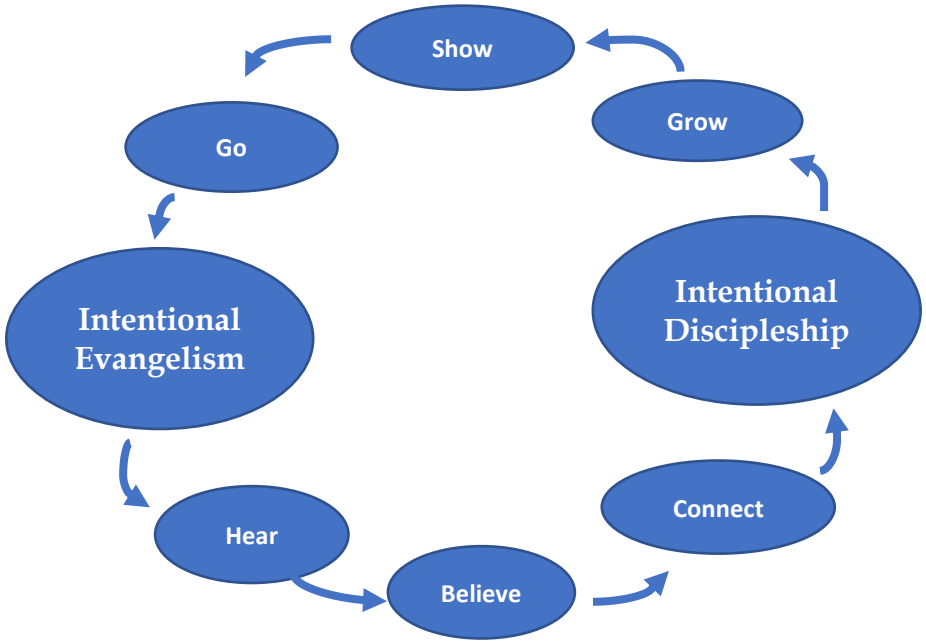 Show
Grow
Go
Intentional
Discipleship
Intentional
Evangelism
Connect
Hear
Believe